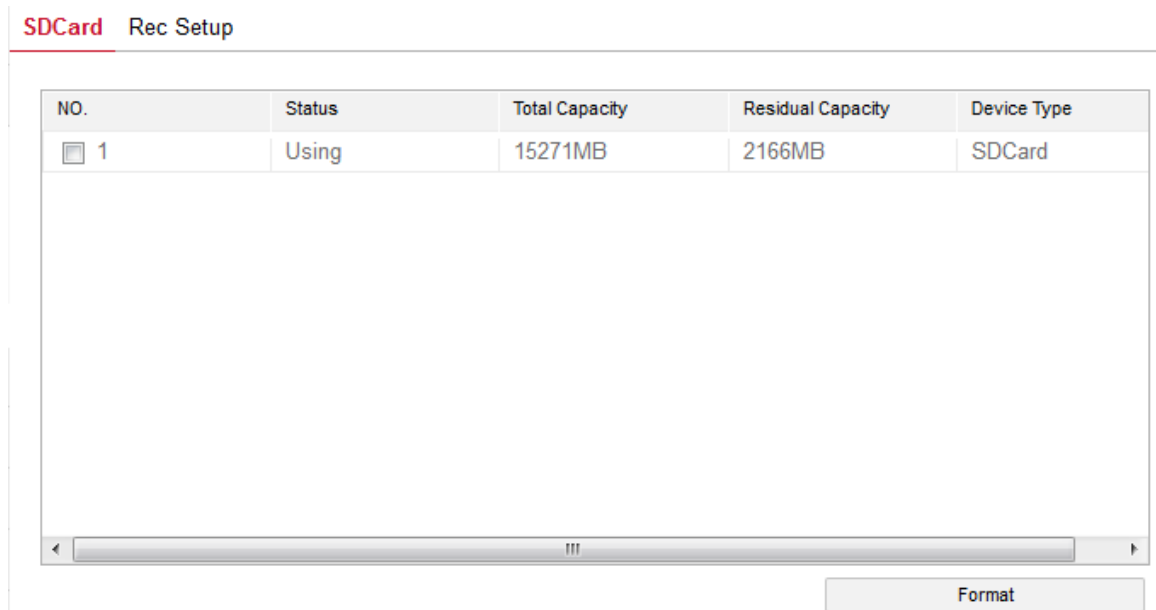 SDCard Rec Setup
NO. Status Total Capacity Residual Capacity Device Type
1 Using 15271MB 2166MB SDCard
Format